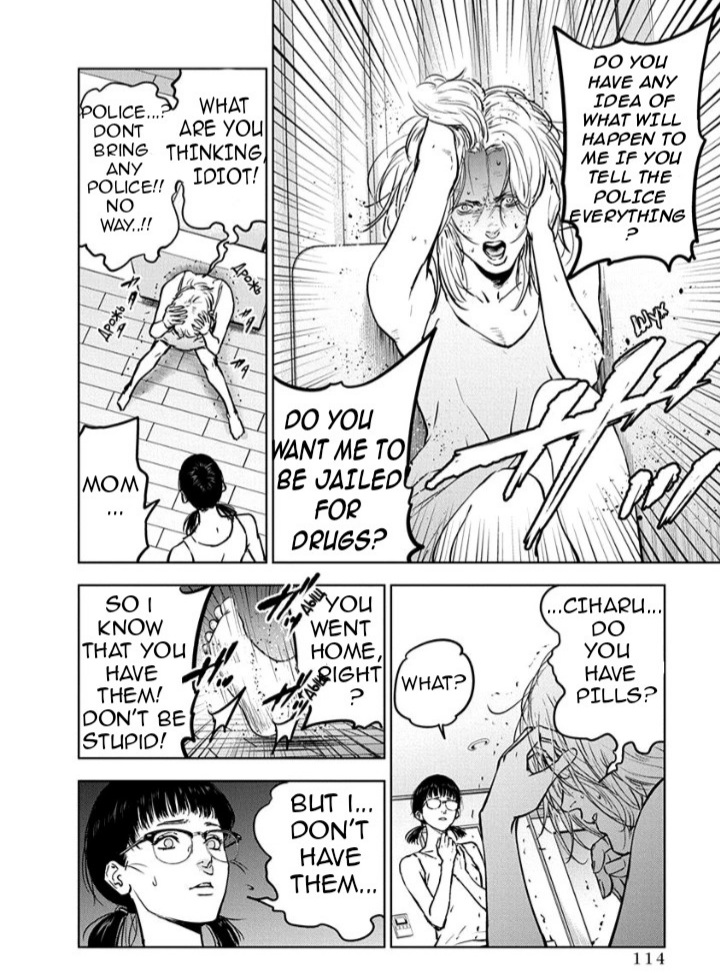 DO YOU
HAVE ANY
IDEA OF
WHAT WILL
HAPPEN TO
ME IF YOU
TELL THE
POLICE
EVERYTHING
?
ШУХ
DO YOU
WANT ME TO
BE JAILED
FOR
DRUGS?
WHAT
ARE YOU
THINKING,
IDIOT!
POLICE...?
DONT
BRING
ANY
POLICE!!
NO
WAY..!!
ДРОЖЬ
ДРОЖЬ
MOM
...
...CIHARU...
DO
YOU
HAVE
PILLS?
WHAT?
YOU
WENT
HOME,
RIGHT
?
ДЫЩ
ДЫЩ
SO I
KNOW
THAT YOU
HAVE
THEM!
DON'T BE
STUPID!
BUT I...
DON'T
HAVE
THEM...
114